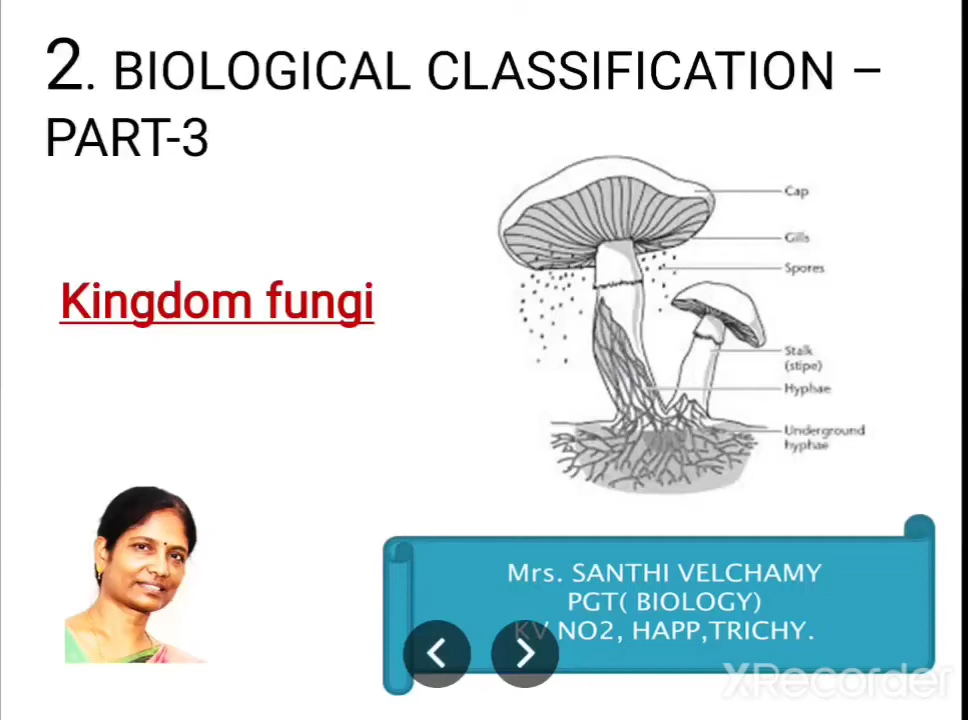 2. BIOLOGICAL CLASSIFICATION –
PART-3
Cap
Gills
Spores
Kingdom fungi
Stalk
(stipe)
Hyphae
Underground
hyphae
Mrs. SANTHI VELCHAMY
PGT( BIOLOGY)
KV NO2, HAPP,TRICHY.
XRecorder